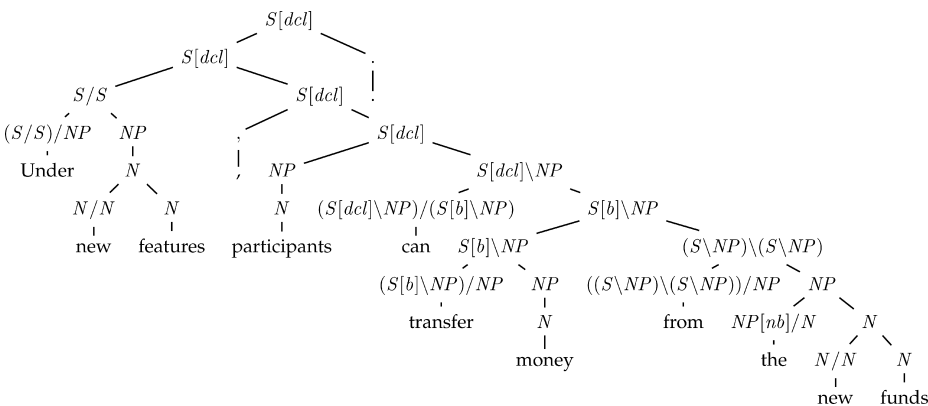 S[dcl]
S[dcl] .
S/S S[dcl] .
(S/S)/NP NP , S[dcl]
Under N , NP S[dcl]\NP
N/N N N (S[dcl]\NP)/(S[b]\NP) S[b]\NP
new features participants can S[b]\NP (S\NP)\(S\NP)
(S[b]\NP)/NP NP ((S\NP)\(S\NP))/NP NP
transfer N from NP[nb]/N N
money the N/N N
new funds